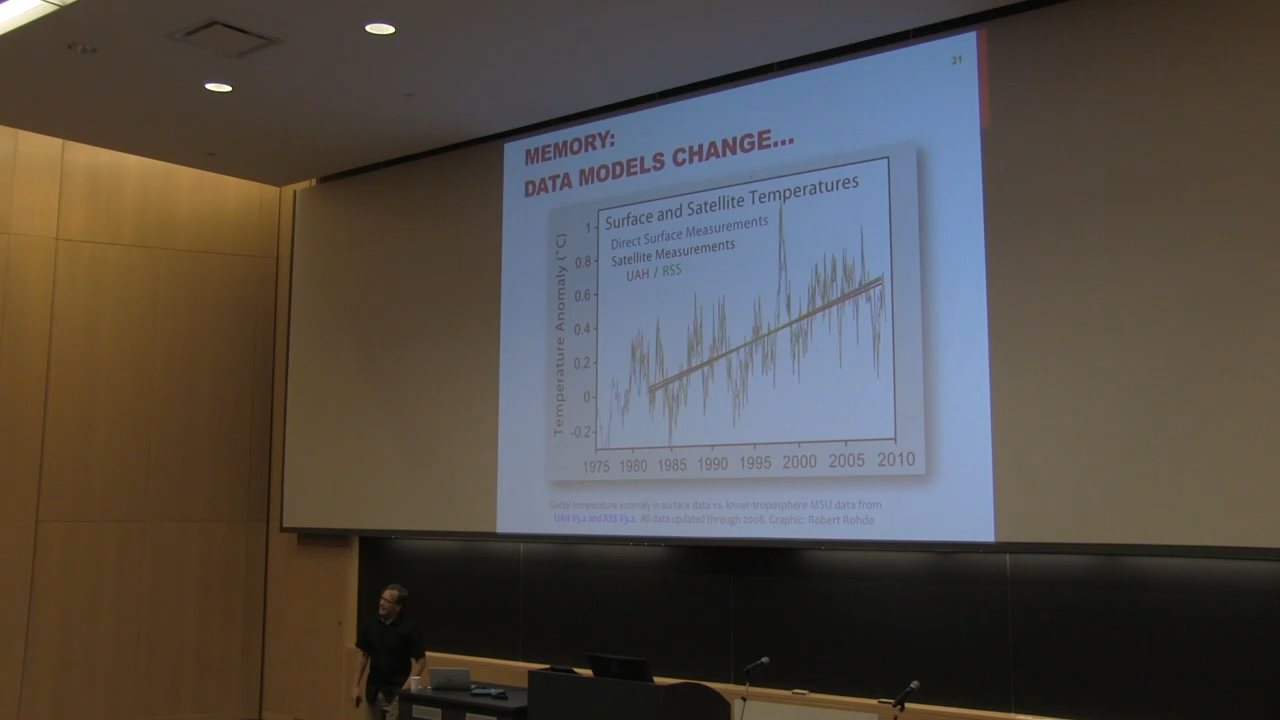 21
MEMORY:
DATA MODELS CHANGE...
Surface and Satellite Temperatures
Direct Surface Measurements
Satellite Measurements
UAH / RSS
Temperature Anomaly (°C)
1
0.8
0.6
0.4
0.2
0
-0.2
1975 1980 1985 1990 1995 2000 2005 2010
Global temperature anomaly in surface data vs. lower-troposphere MSU data from
UAH V5.2 and RSS V3.2. All data updated through 2008. Graphic: Robert Rohde